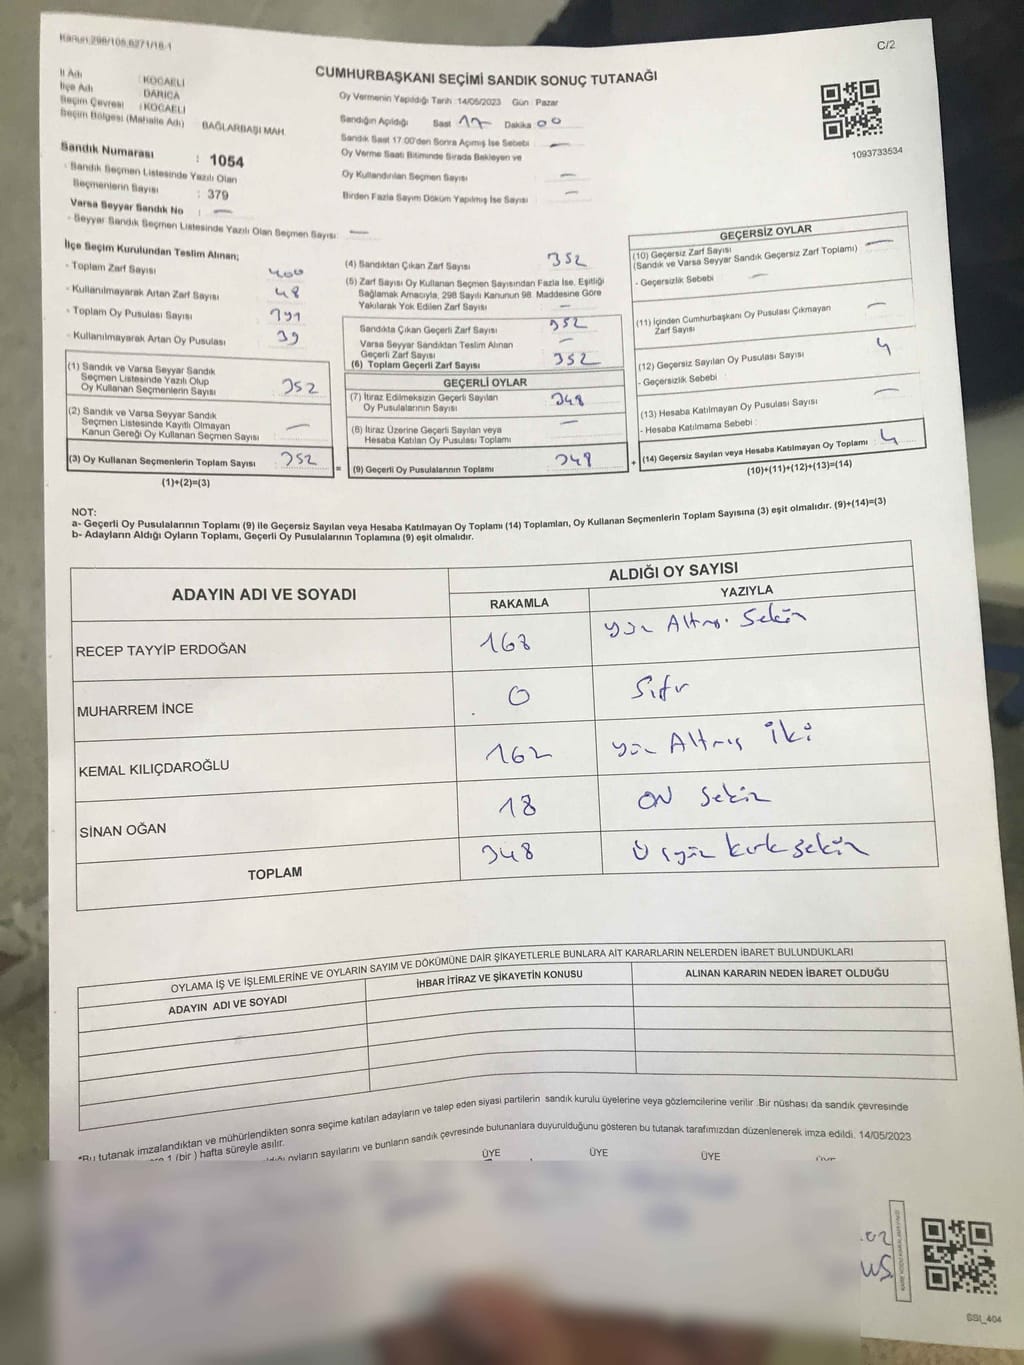 Kanun:298/105,6271/18-1
C/2
CUMHURBAŞKANI SEÇİMİ SANDIK SONUÇ TUTANAĞI
İl Adı : KOCAELİ
İlçe Adı : DARICA
Seçim Çevresi : KOCAELİ
Seçim Bölgesi (Mahalle Adı) BAĞLARBAŞI MAH.
Sandık Numarası : 1054
- Sandık Seçmen Listesinde Yazılı Olan
Seçmenlerin Sayısı : 379
Varsa Seyyar Sandık No : —
- Seyyar Sandık Seçmen Listesinde Yazılı Olan Seçmen Sayısı: —
Oy Vermenin Yapıldığı Tarih :14/05/2023 Gün : Pazar
Sandığın Açıldığı Saat 17 Dakika 00
Sandık Saat 17.00'den Sonra Açımış İse Sebebi : —
Oy Verme Saati Bitiminde Sırada Bekleyen ve
Oy Kullandırılan Seçmen Sayısı —
Birden Fazla Sayım Döküm Yapılmış İse Sayısı —
1093733534
İlçe Seçim Kurulundan Teslim Alınan;
- Toplam Zarf Sayısı 400
- Kullanılmayarak Artan Zarf Sayısı 48
- Toplam Oy Pusulası Sayısı 391
- Kullanılmayarak Artan Oy Pusulası 39
(1) Sandık ve Varsa Seyyar Sandık
Seçmen Listesinde Yazılı Olup
Oy Kullanan Seçmenlerin Sayısı 352
(2) Sandık ve Varsa Seyyar Sandık
Seçmen Listesinde Kayıtlı Olmayan
Kanun Gereği Oy Kullanan Seçmen Sayısı —
(3) Oy Kullanan Seçmenlerin Toplam Sayısı 352
(1)+(2)=(3)
=
(4) Sandıktan Çıkan Zarf Sayısı 352
(5) Zarf Sayısı Oy Kullanan Seçmen Sayısından Fazla İse, Eşitliği
Sağlamak Amacıyla, 298 Sayılı Kanunun 98. Maddesine Göre
Yakılarak Yok Edilen Zarf Sayısı —
Sandıkta Çıkan Geçerli Zarf Sayısı 352
Varsa Seyyar Sandıktan Teslim Alınan
Geçerli Zarf Sayısı —
(6) Toplam Geçerli Zarf Sayısı 352
GEÇERLİ OYLAR
(7) İtiraz Edilmeksizin Geçerli Sayılan
Oy Pusulalarının Sayısı 348
(8) İtiraz Üzerine Geçerli Sayılan veya
Hesaba Katılan Oy Pusulası Toplamı —
(9) Geçerli Oy Pusulalarının Toplamı 348
+
GEÇERSİZ OYLAR
(10) Geçersiz Zarf Sayısı —
(Sandık ve Varsa Seyyar Sandık Geçersiz Zarf Toplamı)
- Geçersizlik Sebebi : —
(11) İçinden Cumhurbaşkanı Oy Pusulası Çıkmayan
Zarf Sayısı —
(12) Geçersiz Sayılan Oy Pusulası Sayısı 4
- Geçersizlik Sebebi :
(13) Hesaba Katılmayan Oy Pusulası Sayısı —
- Hesaba Katılmama Sebebi :
(14) Geçersiz Sayılan veya Hesaba Katılmayan Oy Toplamı 4
(10)+(11)+(12)+(13)=(14)
NOT:
a- Geçerli Oy Pusulalarının Toplamı (9) ile Geçersiz Sayılan veya Hesaba Katılmayan Oy Toplamı (14) Toplamları, Oy Kullanan Seçmenlerin Toplam Sayısına (3) eşit olmalıdır. (9)+(14)=(3)
b- Adayların Aldığı Oyların Toplamı, Geçerli Oy Pusulalarının Toplamına (9) eşit olmalıdır.
ADAYIN ADI VE SOYADI
ALDIĞI OY SAYISI
RAKAMLA YAZIYLA
RECEP TAYYİP ERDOĞAN 168 yüz Altmış Sekiz
MUHARREM İNCE 0 Sıfır
KEMAL KILIÇDAROĞLU 162 yüz Altmış iki
SİNAN OĞAN 18 ON Sekiz
TOPLAM 348 Üçyüz kırksekiz
OYLAMA İŞ VE İŞLEMLERİNE VE OYLARIN SAYIM VE DÖKÜMÜNE DAİR ŞİKAYETLERLE BUNLARA AİT KARARLARIN NELERDEN İBARET BULUNDUKLARI
ADAYIN ADI VE SOYADI İHBAR İTİRAZ VE ŞİKAYETİN KONUSU ALINAN KARARIN NEDEN İBARET OLDUĞU
*Bu tutanak imzalandıktan ve mühürlendikten sonra seçime katılan adayların ve talep eden siyasi partilerin sandık kurulu üyelerine veya gözlemcilerine verilir .Bir nüshası da sandık çevresinde
1 (bir ) hafta süreyle asılır.
oyların sayılarını ve bunların sandık çevresinde bulunanlara duyurulduğunu gösteren bu tutanak tarafımızdan düzenlenerek imza edildi. 14/05/2023
ÜYE ÜYE ÜYE ÜYE
SSI_404